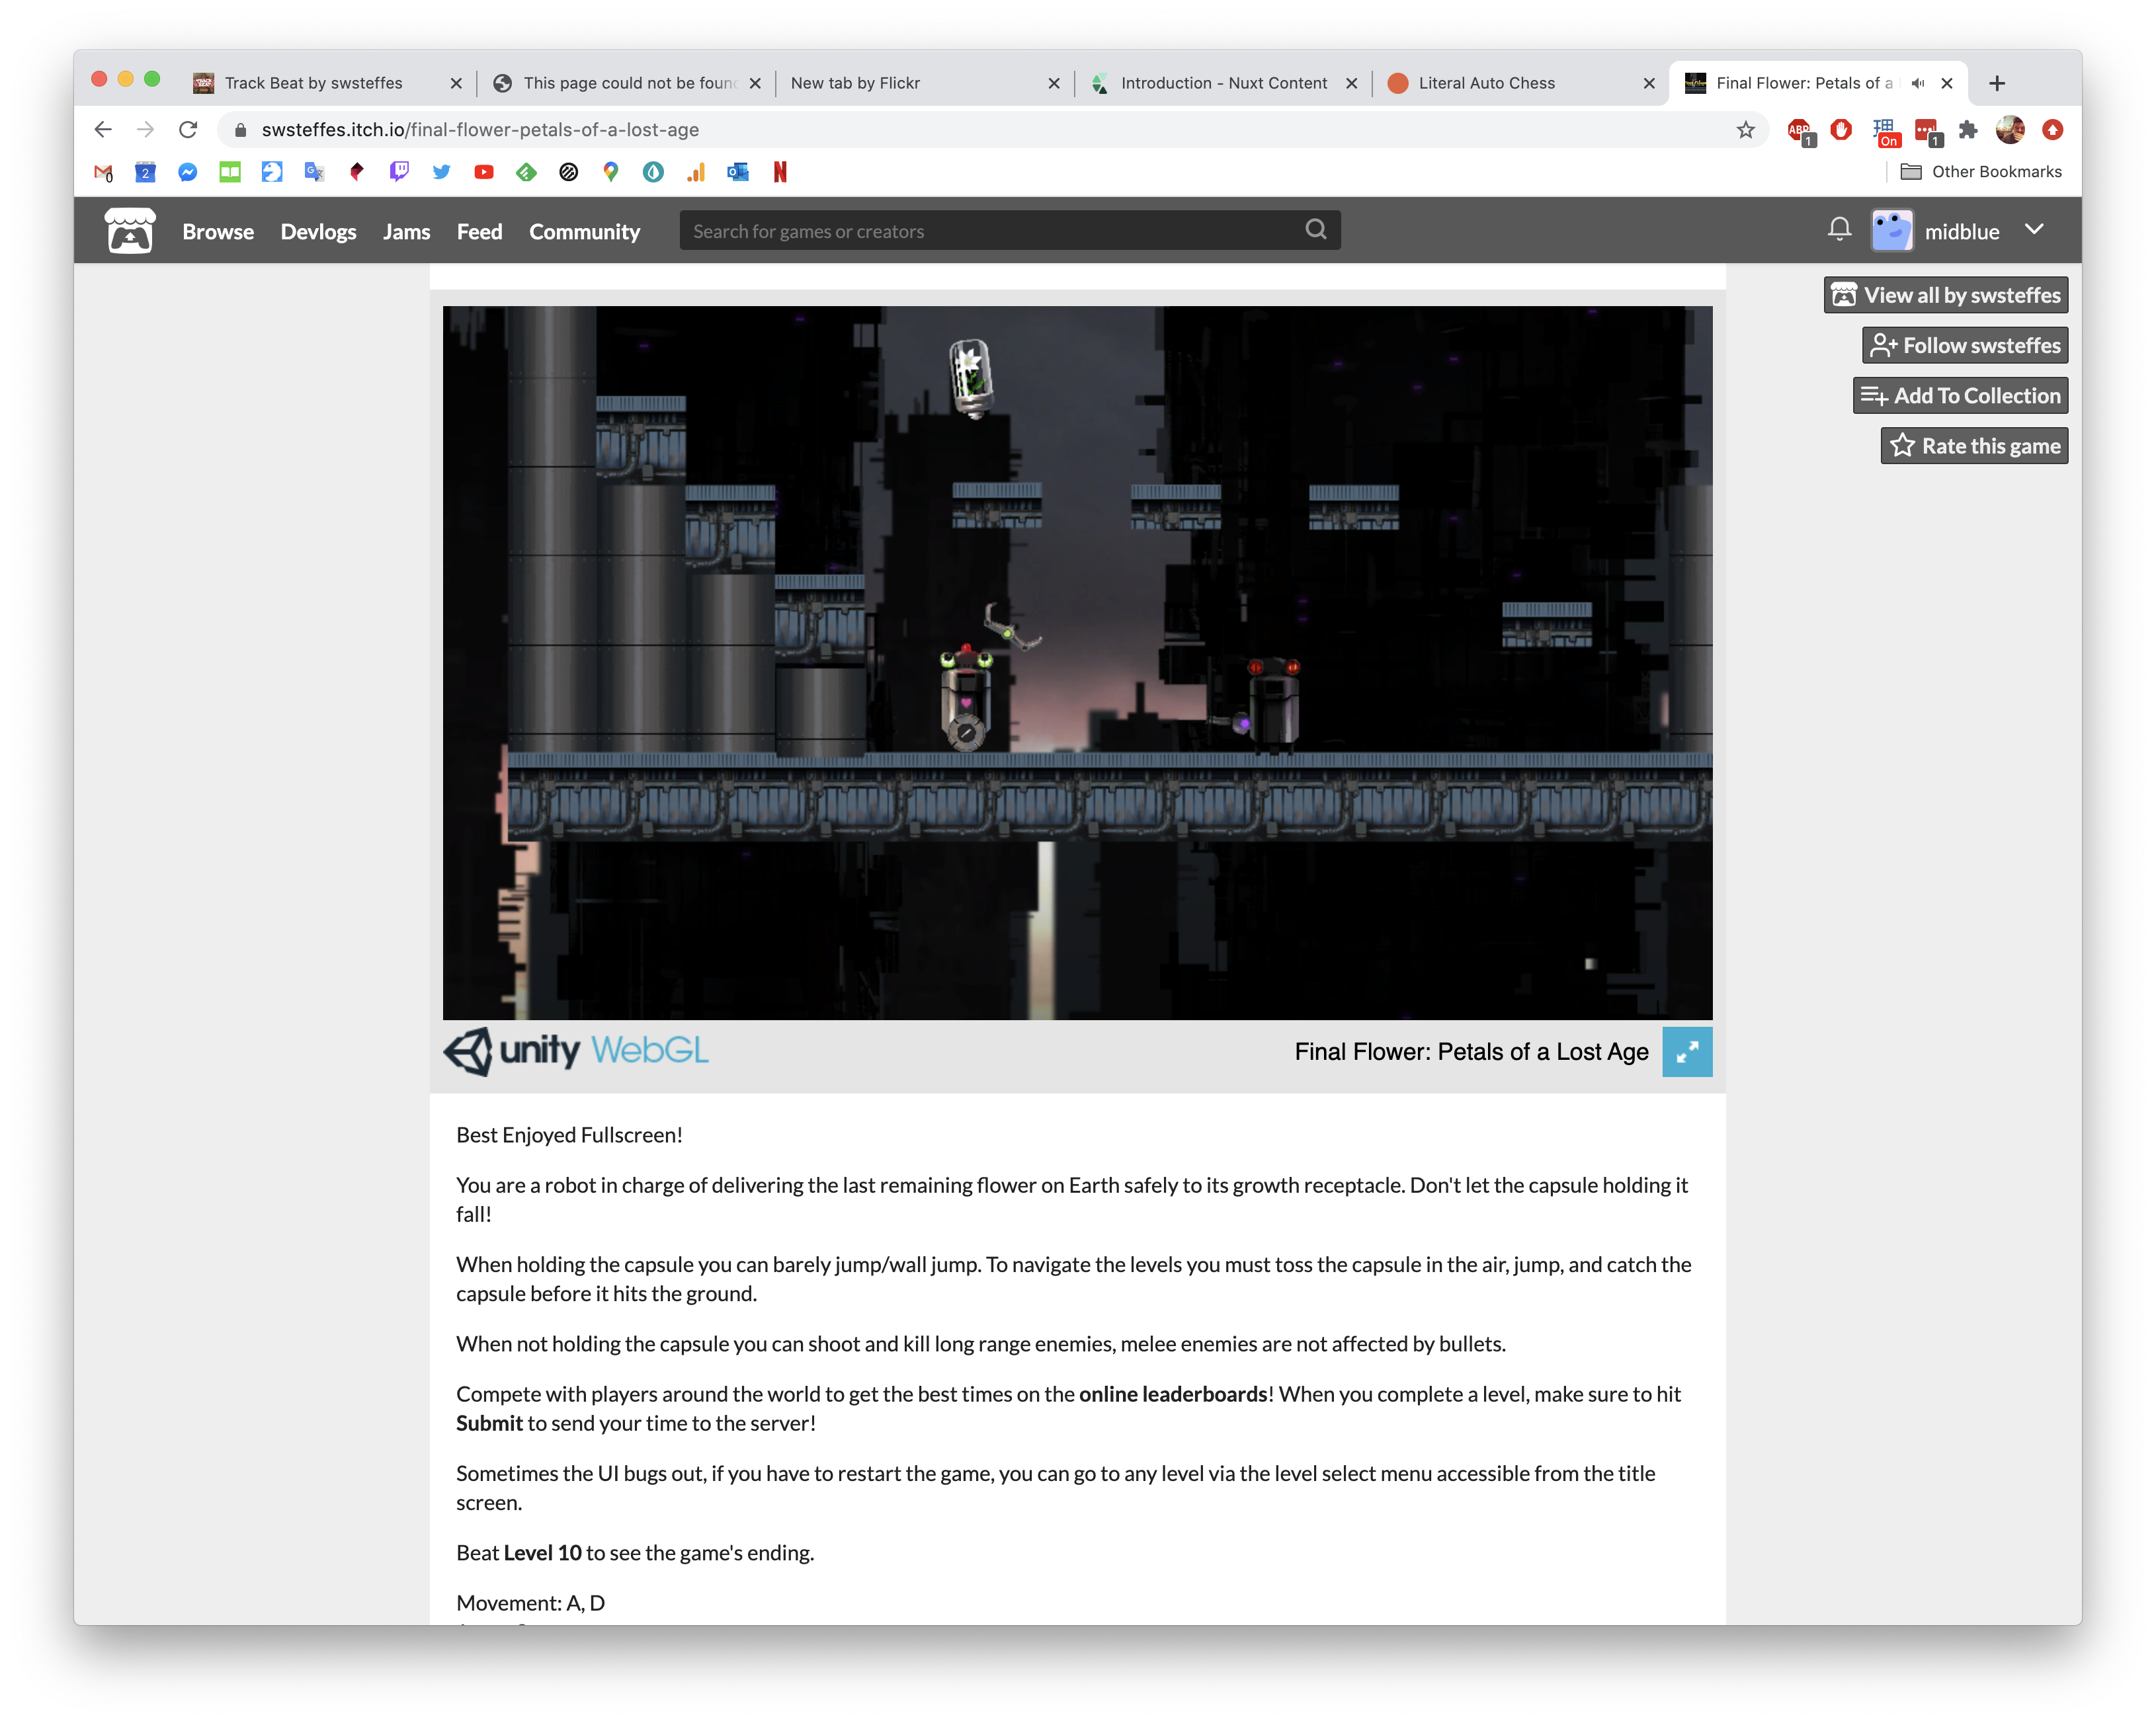 Track Beat by swsteffes
This page could not be foun
New tab by Flickr
Introduction - Nuxt Content
Literal Auto Chess
Final Flower: Petals of a
swsteffes.itch.io/final-flower-petals-of-a-lost-age
ABP
1
On
1
0
2
Other Bookmarks
Browse
Devlogs
Jams
Feed
Community
Search for games or creators
midblue
View all by swsteffes
Follow swsteffes
Add To Collection
Rate this game
unity WebGL
Final Flower: Petals of a Lost Age
Best Enjoyed Fullscreen!
You are a robot in charge of delivering the last remaining flower on Earth safely to its growth receptacle. Don't let the capsule holding it
fall!
When holding the capsule you can barely jump/wall jump. To navigate the levels you must toss the capsule in the air, jump, and catch the
capsule before it hits the ground.
When not holding the capsule you can shoot and kill long range enemies, melee enemies are not affected by bullets.
Compete with players around the world to get the best times on the online leaderboards! When you complete a level, make sure to hit
Submit to send your time to the server!
Sometimes the UI bugs out, if you have to restart the game, you can go to any level via the level select menu accessible from the title
screen.
Beat Level 10 to see the game's ending.
Movement: A, D